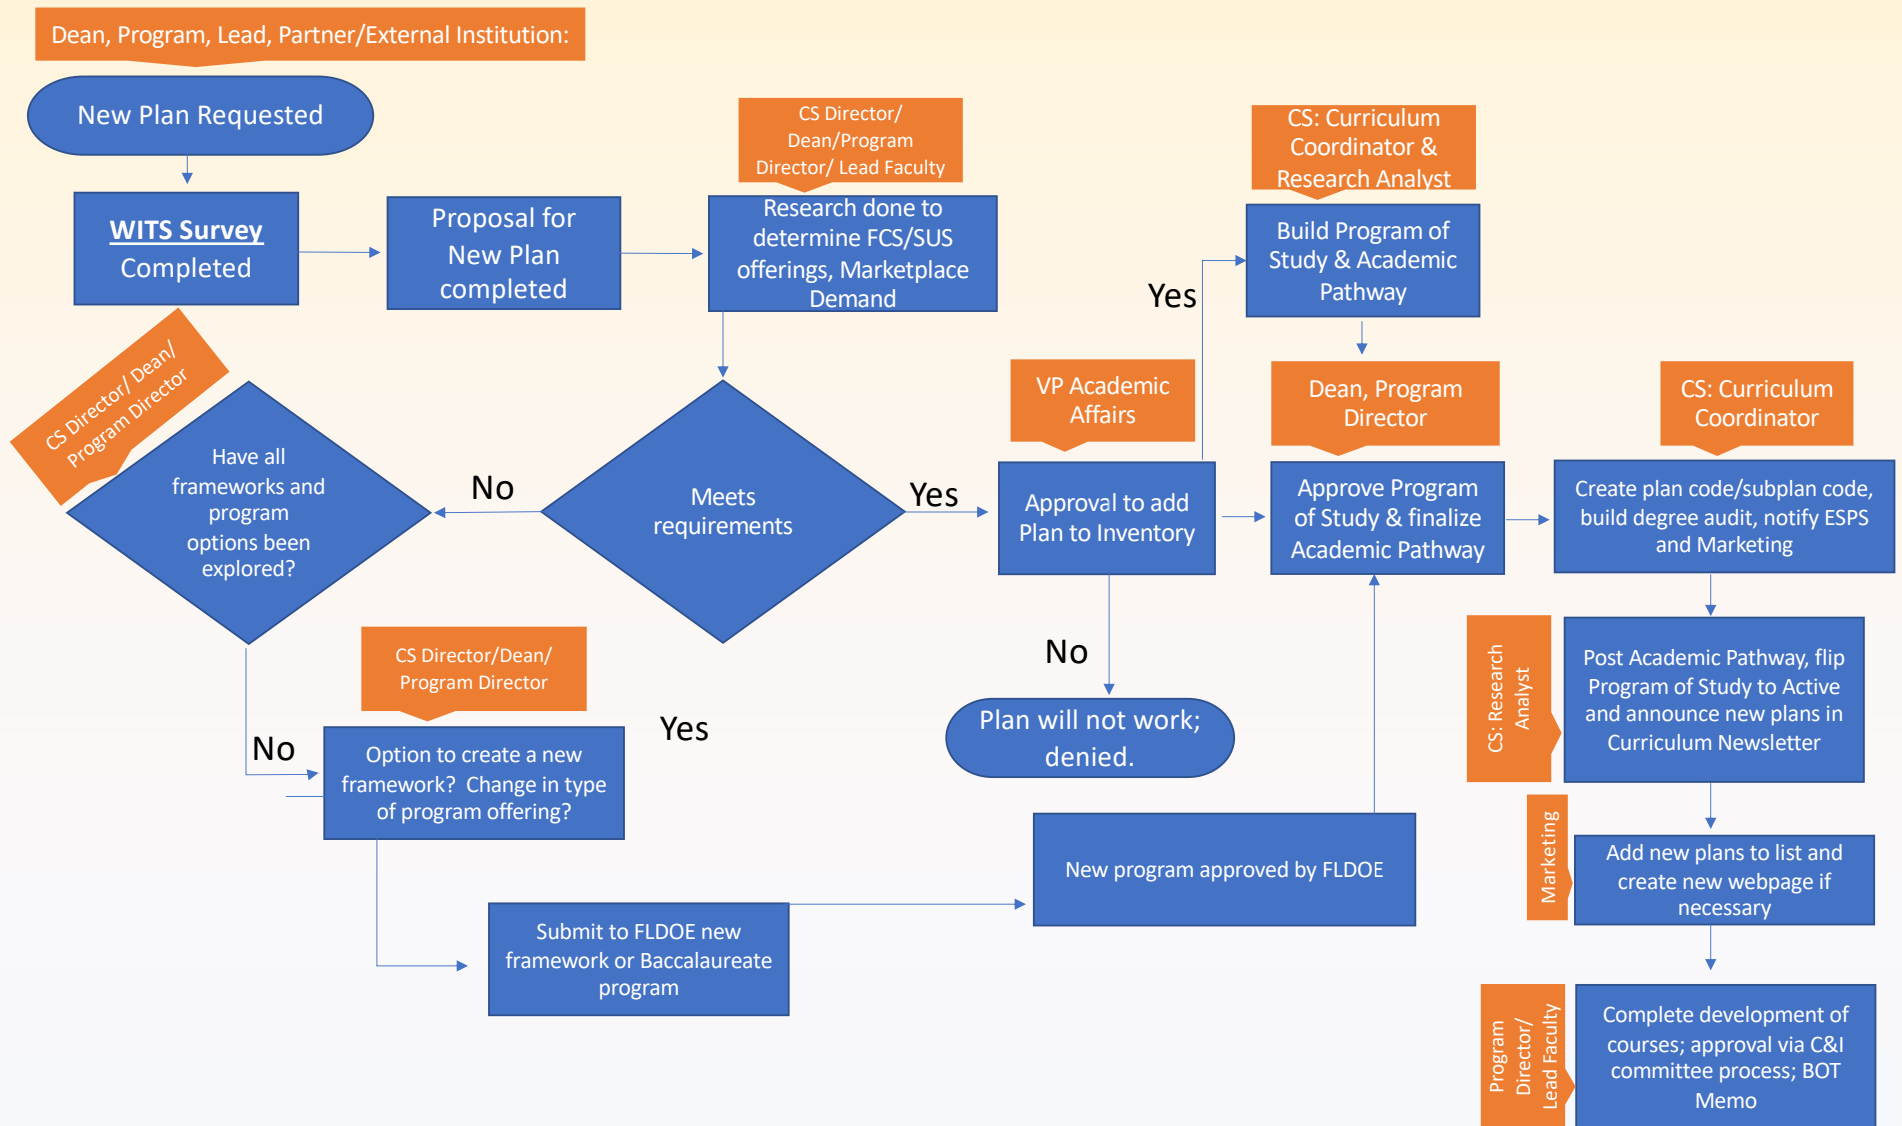 Dean, Program, Lead, Partner/External Institution:
New Plan Requested
WITS Survey
Completed
Proposal for
New Plan
completed
CS Director/
Dean/Program
Director/ Lead Faculty
Research done to
determine FCS/SUS
offerings, Marketplace
Demand
CS: Curriculum
Coordinator &
Research Analyst
Build Program of
Study & Academic
Pathway
Yes
CS Director/ Dean/
Program Director
Have all
frameworks and
program
options been
explored?
No
Meets
requirements
Yes
VP Academic
Affairs
Approval to add
Plan to Inventory
Dean, Program
Director
Approve Program
of Study & finalize
Academic Pathway
CS: Curriculum
Coordinator
Create plan code/subplan code,
build degree audit, notify ESPS
and Marketing
No
Plan will not work;
denied.
CS: Research
Analyst
Post Academic Pathway, flip
Program of Study to Active
and announce new plans in
Curriculum Newsletter
CS Director/Dean/
Program Director
No
Option to create a new
framework? Change in type
of program offering?
Yes
Submit to FLDOE new
framework or Baccalaureate
program
New program approved by FLDOE
Marketing
Add new plans to list and
create new webpage if
necessary
Program
Director/
Lead Faculty
Complete development of
courses; approval via C&I
committee process; BOT
Memo